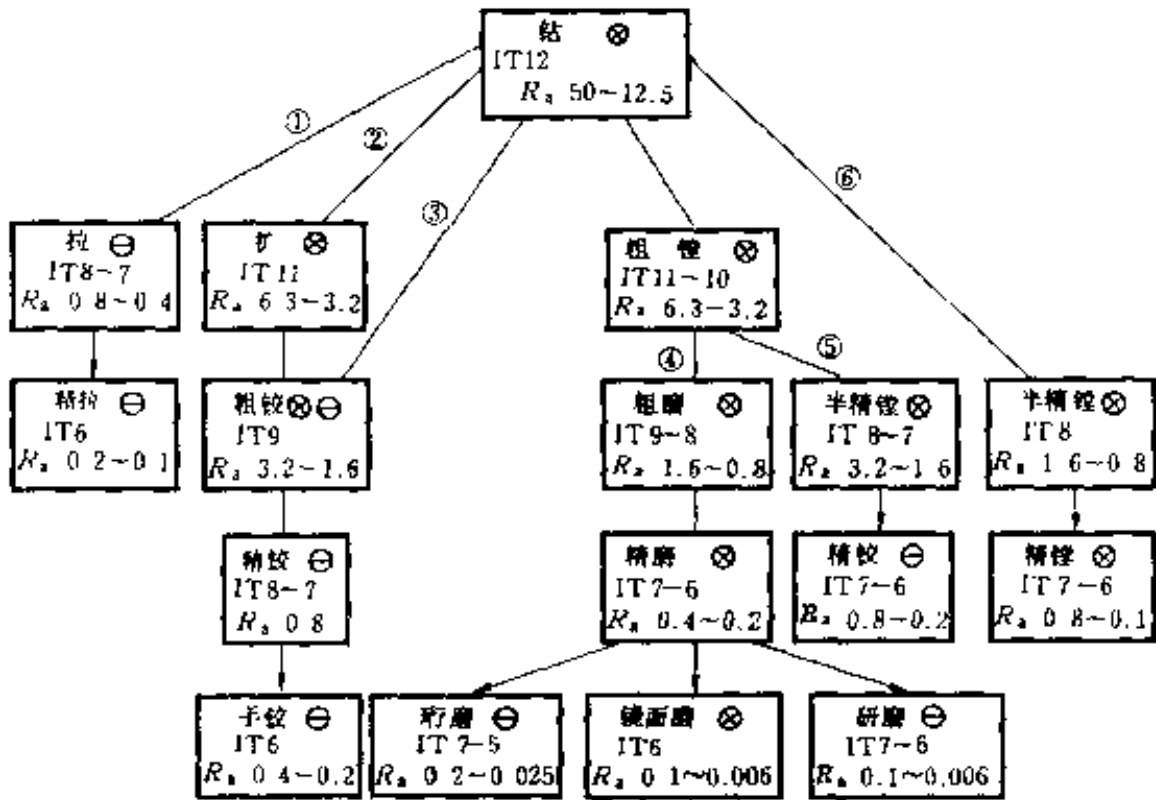 钻 ⊗
IT12
Ra 50~12.5
①
②
③
⑥
拉 ⊖
IT8~7
Ra 0 8~0 4
扩 ⊗
IT11
Ra 6 3~3.2
粗 镗 ⊗
IT11~10
Ra 6.3~3.2
④
⑤
精拉 ⊖
IT6
Ra 0 2~0 1
粗铰⊗⊖
IT9
Ra 3.2~1.6
粗磨 ⊗
IT9~8
Ra 1.6~0.8
半精镗⊗
IT8~7
Ra 3.2~1 6
半精镗⊗
IT8
Ra 1 6~0 8
精铰 ⊖
IT8~7
Ra 0 8
精磨 ⊗
IT7~6
Ra 0.4~0.2
精铰 ⊖
IT7~6
Ra 0.8~0.2
精镗 ⊗
IT7~6
Ra 0 8~0.1
手铰 ⊖
IT6
Ra 0 4~0.2
珩磨 ⊖
IT7~5
Ra 0 2~0 025
镜面磨 ⊗
IT6
Ra 0 1~0.006
研磨 ⊖
IT7~6
Ra 0.1~0.006